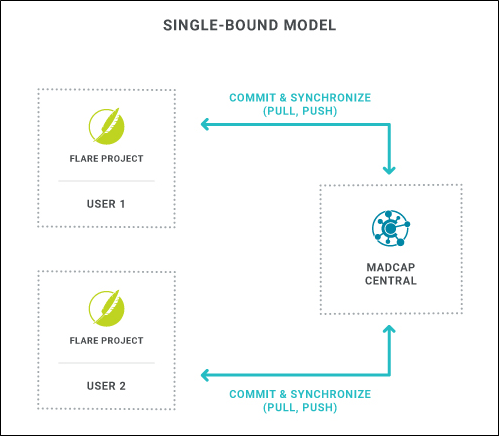 SINGLE-BOUND MODEL
COMMIT & SYNCHRONIZE
(PULL, PUSH)
FLARE PROJECT
USER 1
MADCAP
CENTRAL
FLARE PROJECT
USER 2
COMMIT & SYNCHRONIZE
(PULL, PUSH)